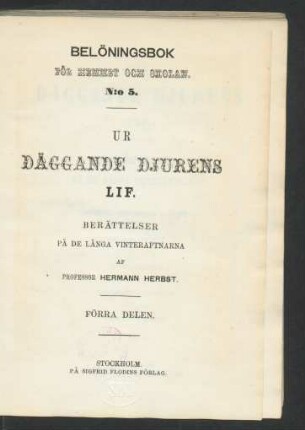 BELÖNINGSBOK
FÖR HEMMET OCH SKOLAN.
N:o 5.
UR
DÄGGANDE DJURENS
LIF.
BERÄTTELSER
PÅ DE LÅNGA VINTERAFTNARNA
AF
PROFESSOR HERMANN HERBST.
FÖRRA DELEN.
STOCKHOLM.
PÅ SIGFRID FLODINS FÖRLAG.